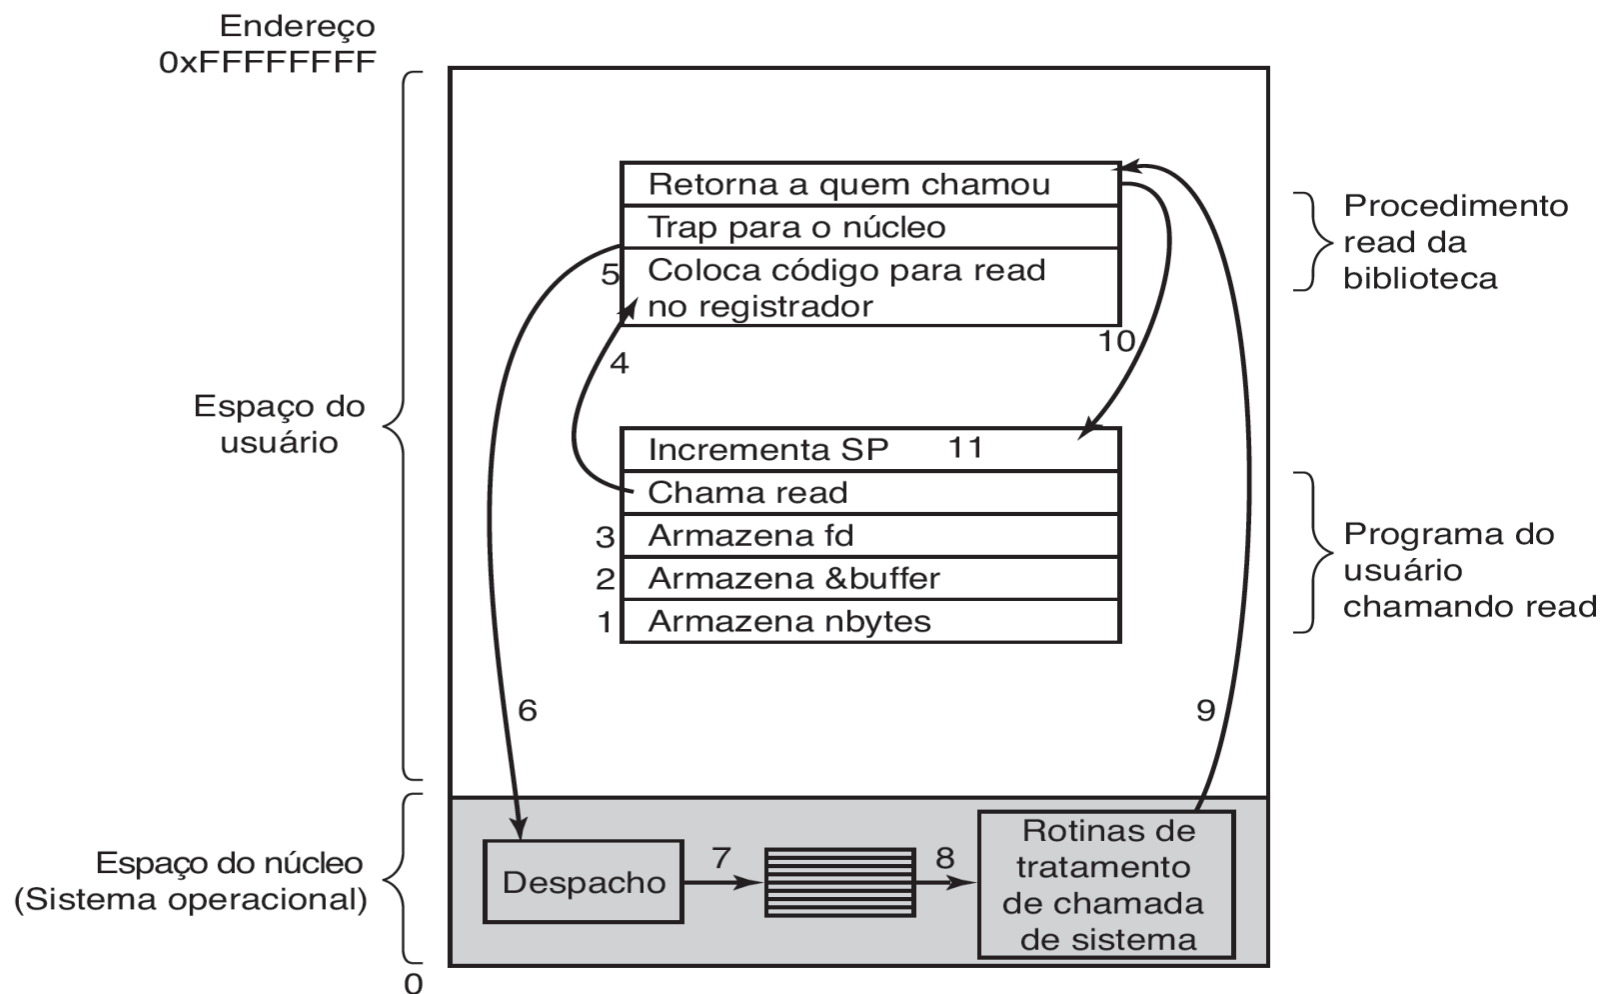 Endereço
0xFFFFFFFF
Retorna a quem chamou
Trap para o núcleo
5
Coloca código para read
no registrador
4
10
Procedimento
read da
biblioteca
Espaço do
usuário
Incrementa SP 11
Chama read
3 Armazena fd
2 Armazena &buffer
1 Armazena nbytes
Programa do
usuário
chamando read
6
9
Espaço do núcleo
(Sistema operacional)
Despacho
7
8
Rotinas de
tratamento
de chamada
de sistema
0